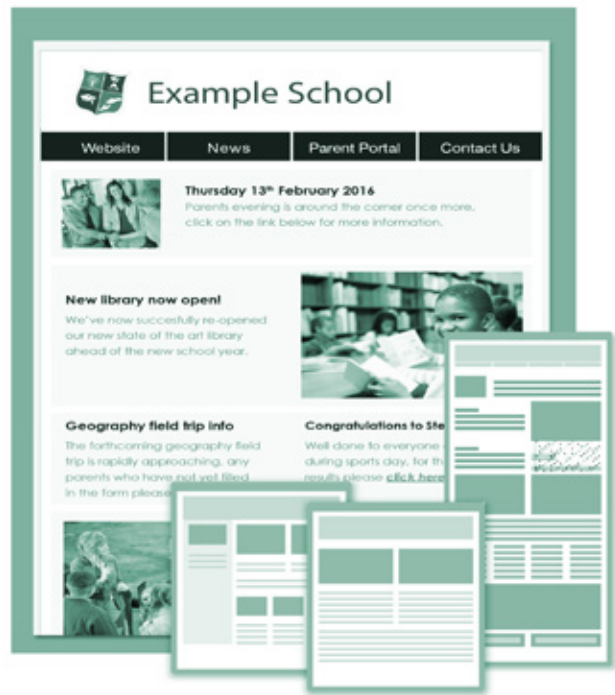 Example School
Website News Parent Portal Contact Us
Thursday 13th February 2016
Parents evening is around the corner once more,
click on the link below for more information.
New library now open!
We've now succesfully re-opened
our new state of the art library
ahead of the new school year.
Geography field trip info
The forthcoming geography field
trip is rapidly approaching, any
parents who have not yet filled
in the form please
Congratulations to Ste
Well done to everyone
during sports day, for th
results please click here